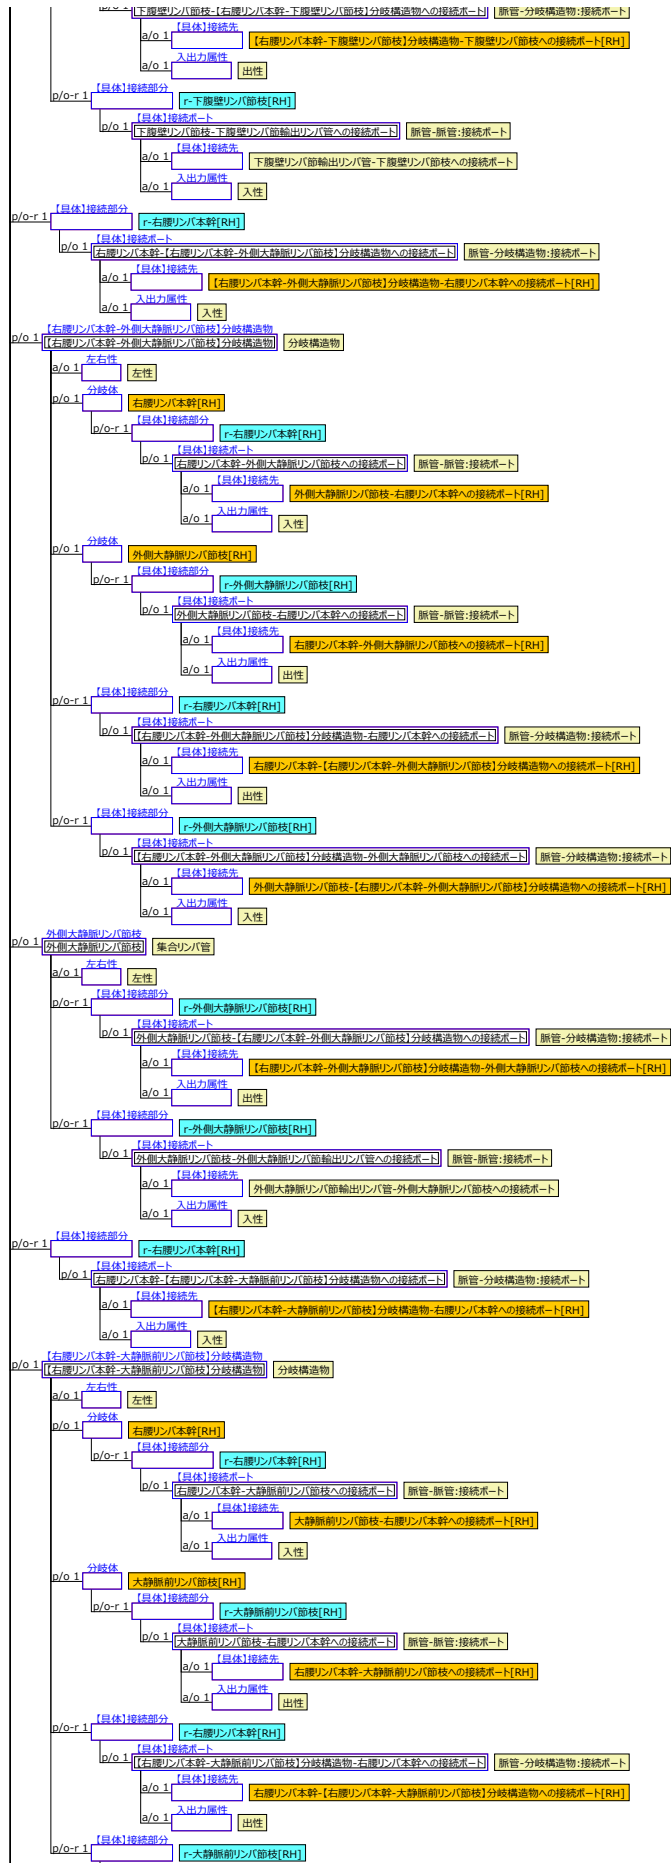 下腹壁リンパ節枝-【右腰リンパ本幹-下腹壁リンパ節枝】分岐構造物への接続ポート 脈管-分岐構造物:接続ポート
【具体】接続先
a/o 1 【右腰リンパ本幹-下腹壁リンパ節枝】分岐構造物-下腹壁リンパ節枝への接続ポート[RH]
入出力属性
a/o 1 出性
【具体】接続部分
p/o-r 1 r-下腹壁リンパ節枝[RH]
【具体】接続ポート
p/o 1 下腹壁リンパ節枝-下腹壁リンパ節輸出リンパ管への接続ポート 脈管-脈管:接続ポート
【具体】接続先
a/o 1 下腹壁リンパ節輸出リンパ管-下腹壁リンパ節枝への接続ポート
入出力属性
a/o 1 入性
【具体】接続部分
p/o-r 1 r-右腰リンパ本幹[RH]
【具体】接続ポート
p/o 1 右腰リンパ本幹-【右腰リンパ本幹-外側大静脈リンパ節枝】分岐構造物への接続ポート 脈管-分岐構造物:接続ポート
【具体】接続先
a/o 1 【右腰リンパ本幹-外側大静脈リンパ節枝】分岐構造物-右腰リンパ本幹への接続ポート[RH]
入出力属性
a/o 1 入性
【右腰リンパ本幹-外側大静脈リンパ節枝】分岐構造物
p/o 1 【右腰リンパ本幹-外側大静脈リンパ節枝】分岐構造物 分岐構造物
左右性
a/o 1 左性
分岐体
p/o 1 右腰リンパ本幹[RH]
【具体】接続部分
p/o-r 1 r-右腰リンパ本幹[RH]
【具体】接続ポート
p/o 1 右腰リンパ本幹-外側大静脈リンパ節枝への接続ポート 脈管-脈管:接続ポート
【具体】接続先
a/o 1 外側大静脈リンパ節枝-右腰リンパ本幹への接続ポート[RH]
入出力属性
a/o 1 入性
分岐体
p/o 1 外側大静脈リンパ節枝[RH]
【具体】接続部分
p/o-r 1 r-外側大静脈リンパ節枝[RH]
【具体】接続ポート
p/o 1 外側大静脈リンパ節枝-右腰リンパ本幹への接続ポート 脈管-脈管:接続ポート
【具体】接続先
a/o 1 右腰リンパ本幹-外側大静脈リンパ節枝への接続ポート[RH]
入出力属性
a/o 1 出性
【具体】接続部分
p/o-r 1 r-右腰リンパ本幹[RH]
【具体】接続ポート
p/o 1 【右腰リンパ本幹-外側大静脈リンパ節枝】分岐構造物-右腰リンパ本幹への接続ポート 脈管-分岐構造物:接続ポート
【具体】接続先
a/o 1 右腰リンパ本幹-【右腰リンパ本幹-外側大静脈リンパ節枝】分岐構造物への接続ポート[RH]
入出力属性
a/o 1 出性
【具体】接続部分
p/o-r 1 r-外側大静脈リンパ節枝[RH]
【具体】接続ポート
p/o 1 【右腰リンパ本幹-外側大静脈リンパ節枝】分岐構造物-外側大静脈リンパ節枝への接続ポート 脈管-分岐構造物:接続ポート
【具体】接続先
a/o 1 外側大静脈リンパ節枝-【右腰リンパ本幹-外側大静脈リンパ節枝】分岐構造物への接続ポート[RH]
入出力属性
a/o 1 入性
外側大静脈リンパ節枝
p/o 1 外側大静脈リンパ節枝 集合リンパ管
左右性
a/o 1 左性
【具体】接続部分
p/o-r 1 r-外側大静脈リンパ節枝[RH]
【具体】接続ポート
p/o 1 外側大静脈リンパ節枝-【右腰リンパ本幹-外側大静脈リンパ節枝】分岐構造物への接続ポート 脈管-分岐構造物:接続ポート
【具体】接続先
a/o 1 【右腰リンパ本幹-外側大静脈リンパ節枝】分岐構造物-外側大静脈リンパ節枝への接続ポート[RH]
入出力属性
a/o 1 出性
【具体】接続部分
p/o-r 1 r-外側大静脈リンパ節枝[RH]
【具体】接続ポート
p/o 1 外側大静脈リンパ節枝-外側大静脈リンパ節輸出リンパ管への接続ポート 脈管-脈管:接続ポート
【具体】接続先
a/o 1 外側大静脈リンパ節輸出リンパ管-外側大静脈リンパ節枝への接続ポート
入出力属性
a/o 1 入性
【具体】接続部分
p/o-r 1 r-右腰リンパ本幹[RH]
【具体】接続ポート
p/o 1 右腰リンパ本幹-【右腰リンパ本幹-大静脈前リンパ節枝】分岐構造物への接続ポート 脈管-分岐構造物:接続ポート
【具体】接続先
a/o 1 【右腰リンパ本幹-大静脈前リンパ節枝】分岐構造物-右腰リンパ本幹への接続ポート[RH]
入出力属性
a/o 1 入性
【右腰リンパ本幹-大静脈前リンパ節枝】分岐構造物
p/o 1 【右腰リンパ本幹-大静脈前リンパ節枝】分岐構造物 分岐構造物
左右性
a/o 1 左性
分岐体
p/o 1 右腰リンパ本幹[RH]
【具体】接続部分
p/o-r 1 r-右腰リンパ本幹[RH]
【具体】接続ポート
p/o 1 右腰リンパ本幹-大静脈前リンパ節枝への接続ポート 脈管-脈管:接続ポート
【具体】接続先
a/o 1 大静脈前リンパ節枝-右腰リンパ本幹への接続ポート[RH]
入出力属性
a/o 1 入性
分岐体
p/o 1 大静脈前リンパ節枝[RH]
【具体】接続部分
p/o-r 1 r-大静脈前リンパ節枝[RH]
【具体】接続ポート
p/o 1 大静脈前リンパ節枝-右腰リンパ本幹への接続ポート 脈管-脈管:接続ポート
【具体】接続先
a/o 1 右腰リンパ本幹-大静脈前リンパ節枝への接続ポート[RH]
入出力属性
a/o 1 出性
【具体】接続部分
p/o-r 1 r-右腰リンパ本幹[RH]
【具体】接続ポート
p/o 1 【右腰リンパ本幹-大静脈前リンパ節枝】分岐構造物-右腰リンパ本幹への接続ポート 脈管-分岐構造物:接続ポート
【具体】接続先
a/o 1 右腰リンパ本幹-【右腰リンパ本幹-大静脈前リンパ節枝】分岐構造物への接続ポート[RH]
入出力属性
a/o 1 出性
【具体】接続部分
p/o-r 1 r-大静脈前リンパ節枝[RH]